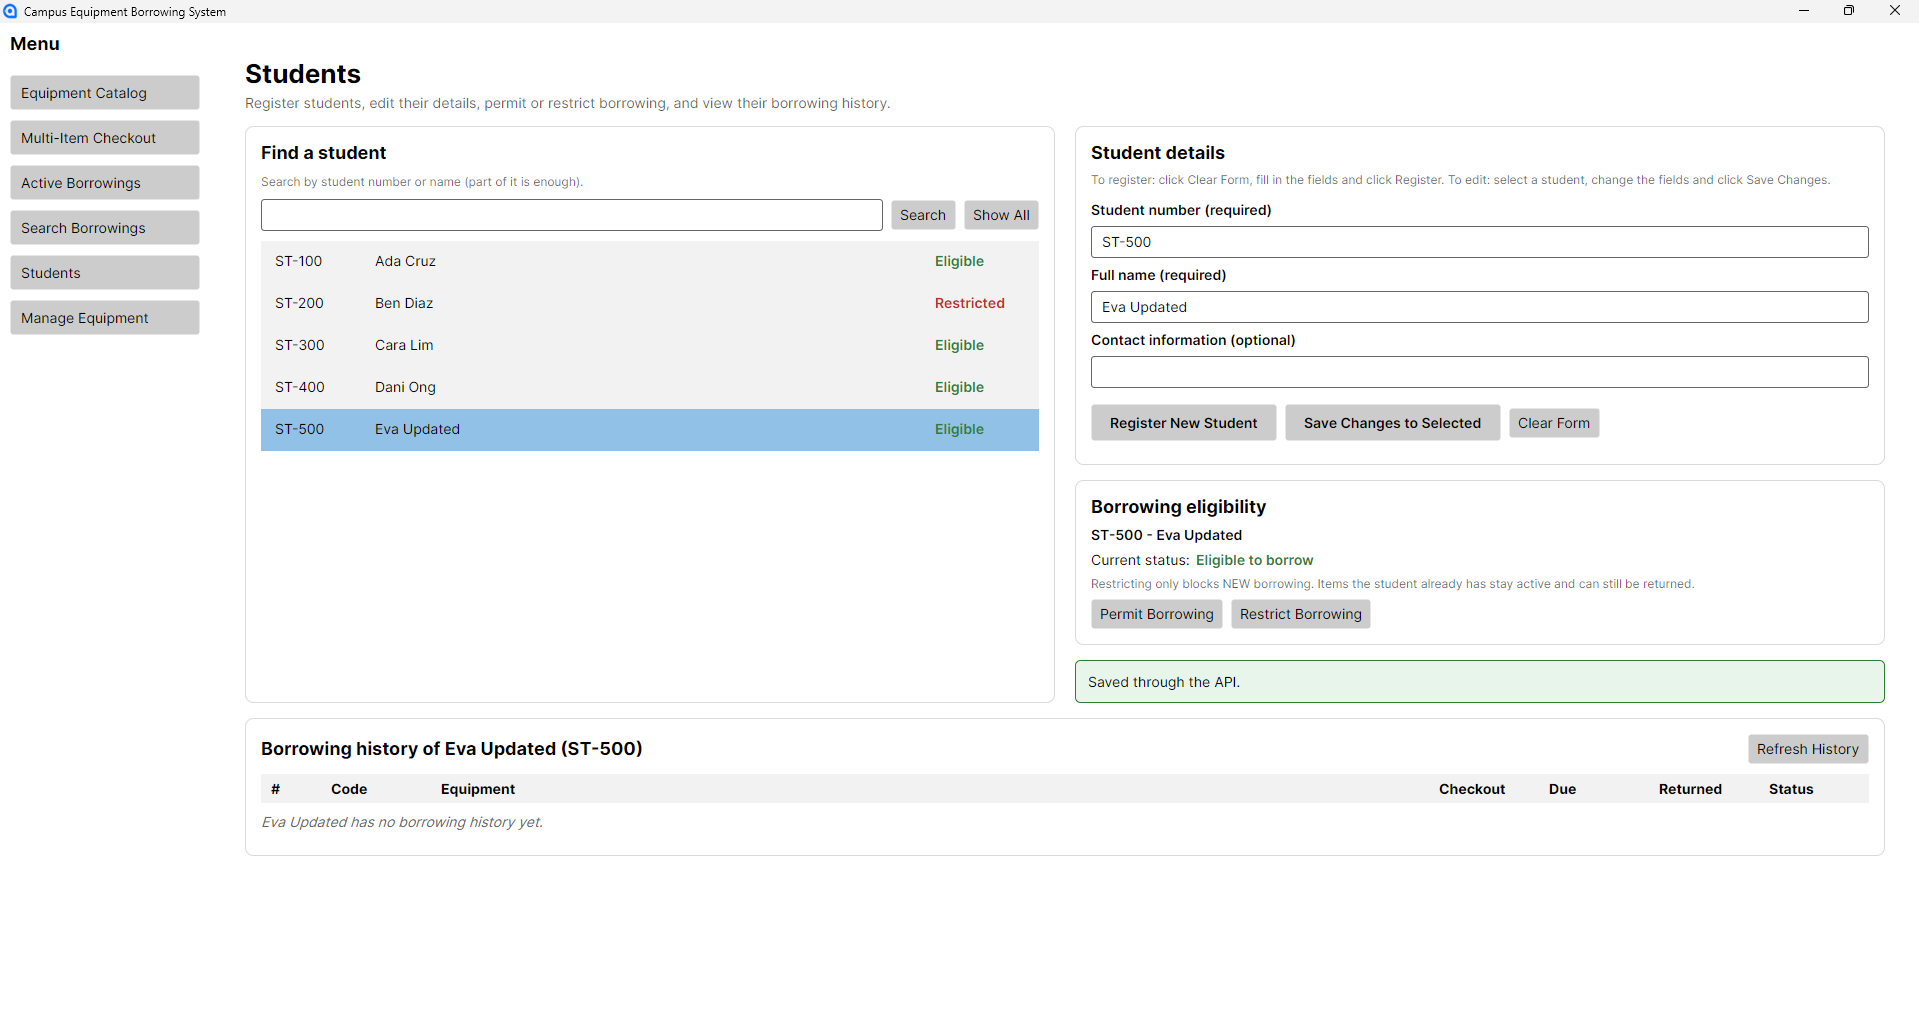 Campus Equipment Borrowing System
Menu
Equipment Catalog
Multi-Item Checkout
Active Borrowings
Search Borrowings
Students
Manage Equipment
Students
Register students, edit their details, permit or restrict borrowing, and view their borrowing history.
Find a student
Search by student number or name (part of it is enough).
Search Show All
ST-100 Ada Cruz Eligible
ST-200 Ben Diaz Restricted
ST-300 Cara Lim Eligible
ST-400 Dani Ong Eligible
ST-500 Eva Updated Eligible
Student details
To register: click Clear Form, fill in the fields and click Register. To edit: select a student, change the fields and click Save Changes.
Student number (required)
ST-500
Full name (required)
Eva Updated
Contact information (optional)
Register New Student Save Changes to Selected Clear Form
Borrowing eligibility
ST-500 - Eva Updated
Current status: Eligible to borrow
Restricting only blocks NEW borrowing. Items the student already has stay active and can still be returned.
Permit Borrowing Restrict Borrowing
Saved through the API.
Borrowing history of Eva Updated (ST-500) Refresh History
# Code Equipment Checkout Due Returned Status
Eva Updated has no borrowing history yet.